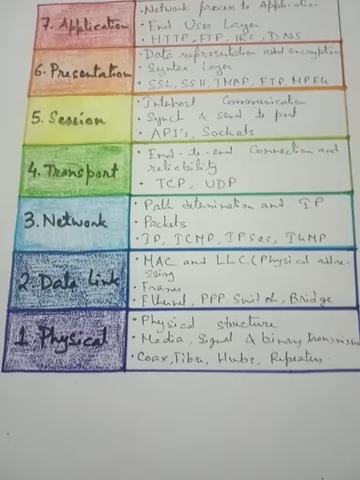 7. Application
• Network process to Application
• End User Layer
• HTTP, FTP, IRC, DNS
6. Presentation
• Data representation and encryption
• Syntax Layer
• SSL, SSH, IMAP, FTP, MPEG
5. Session
• Interhost Communication
• Synch & send to port
• API's, Sockets
4. Transport
• End-to-end Connection and
reliability
• TCP, UDP
3. Network
• Path determination and IP
• Packets
• IP, ICMP, IPSec, IGMP
2. Data Link
• MAC and LLC (Physical addre-
ssing
• Frames
• Ethernet, PPP, Switch, Bridge
1. Physical
• Physical structure
• Media, Signal & binary transmission
• Coax, Fibre, Hubs, Repeaters.